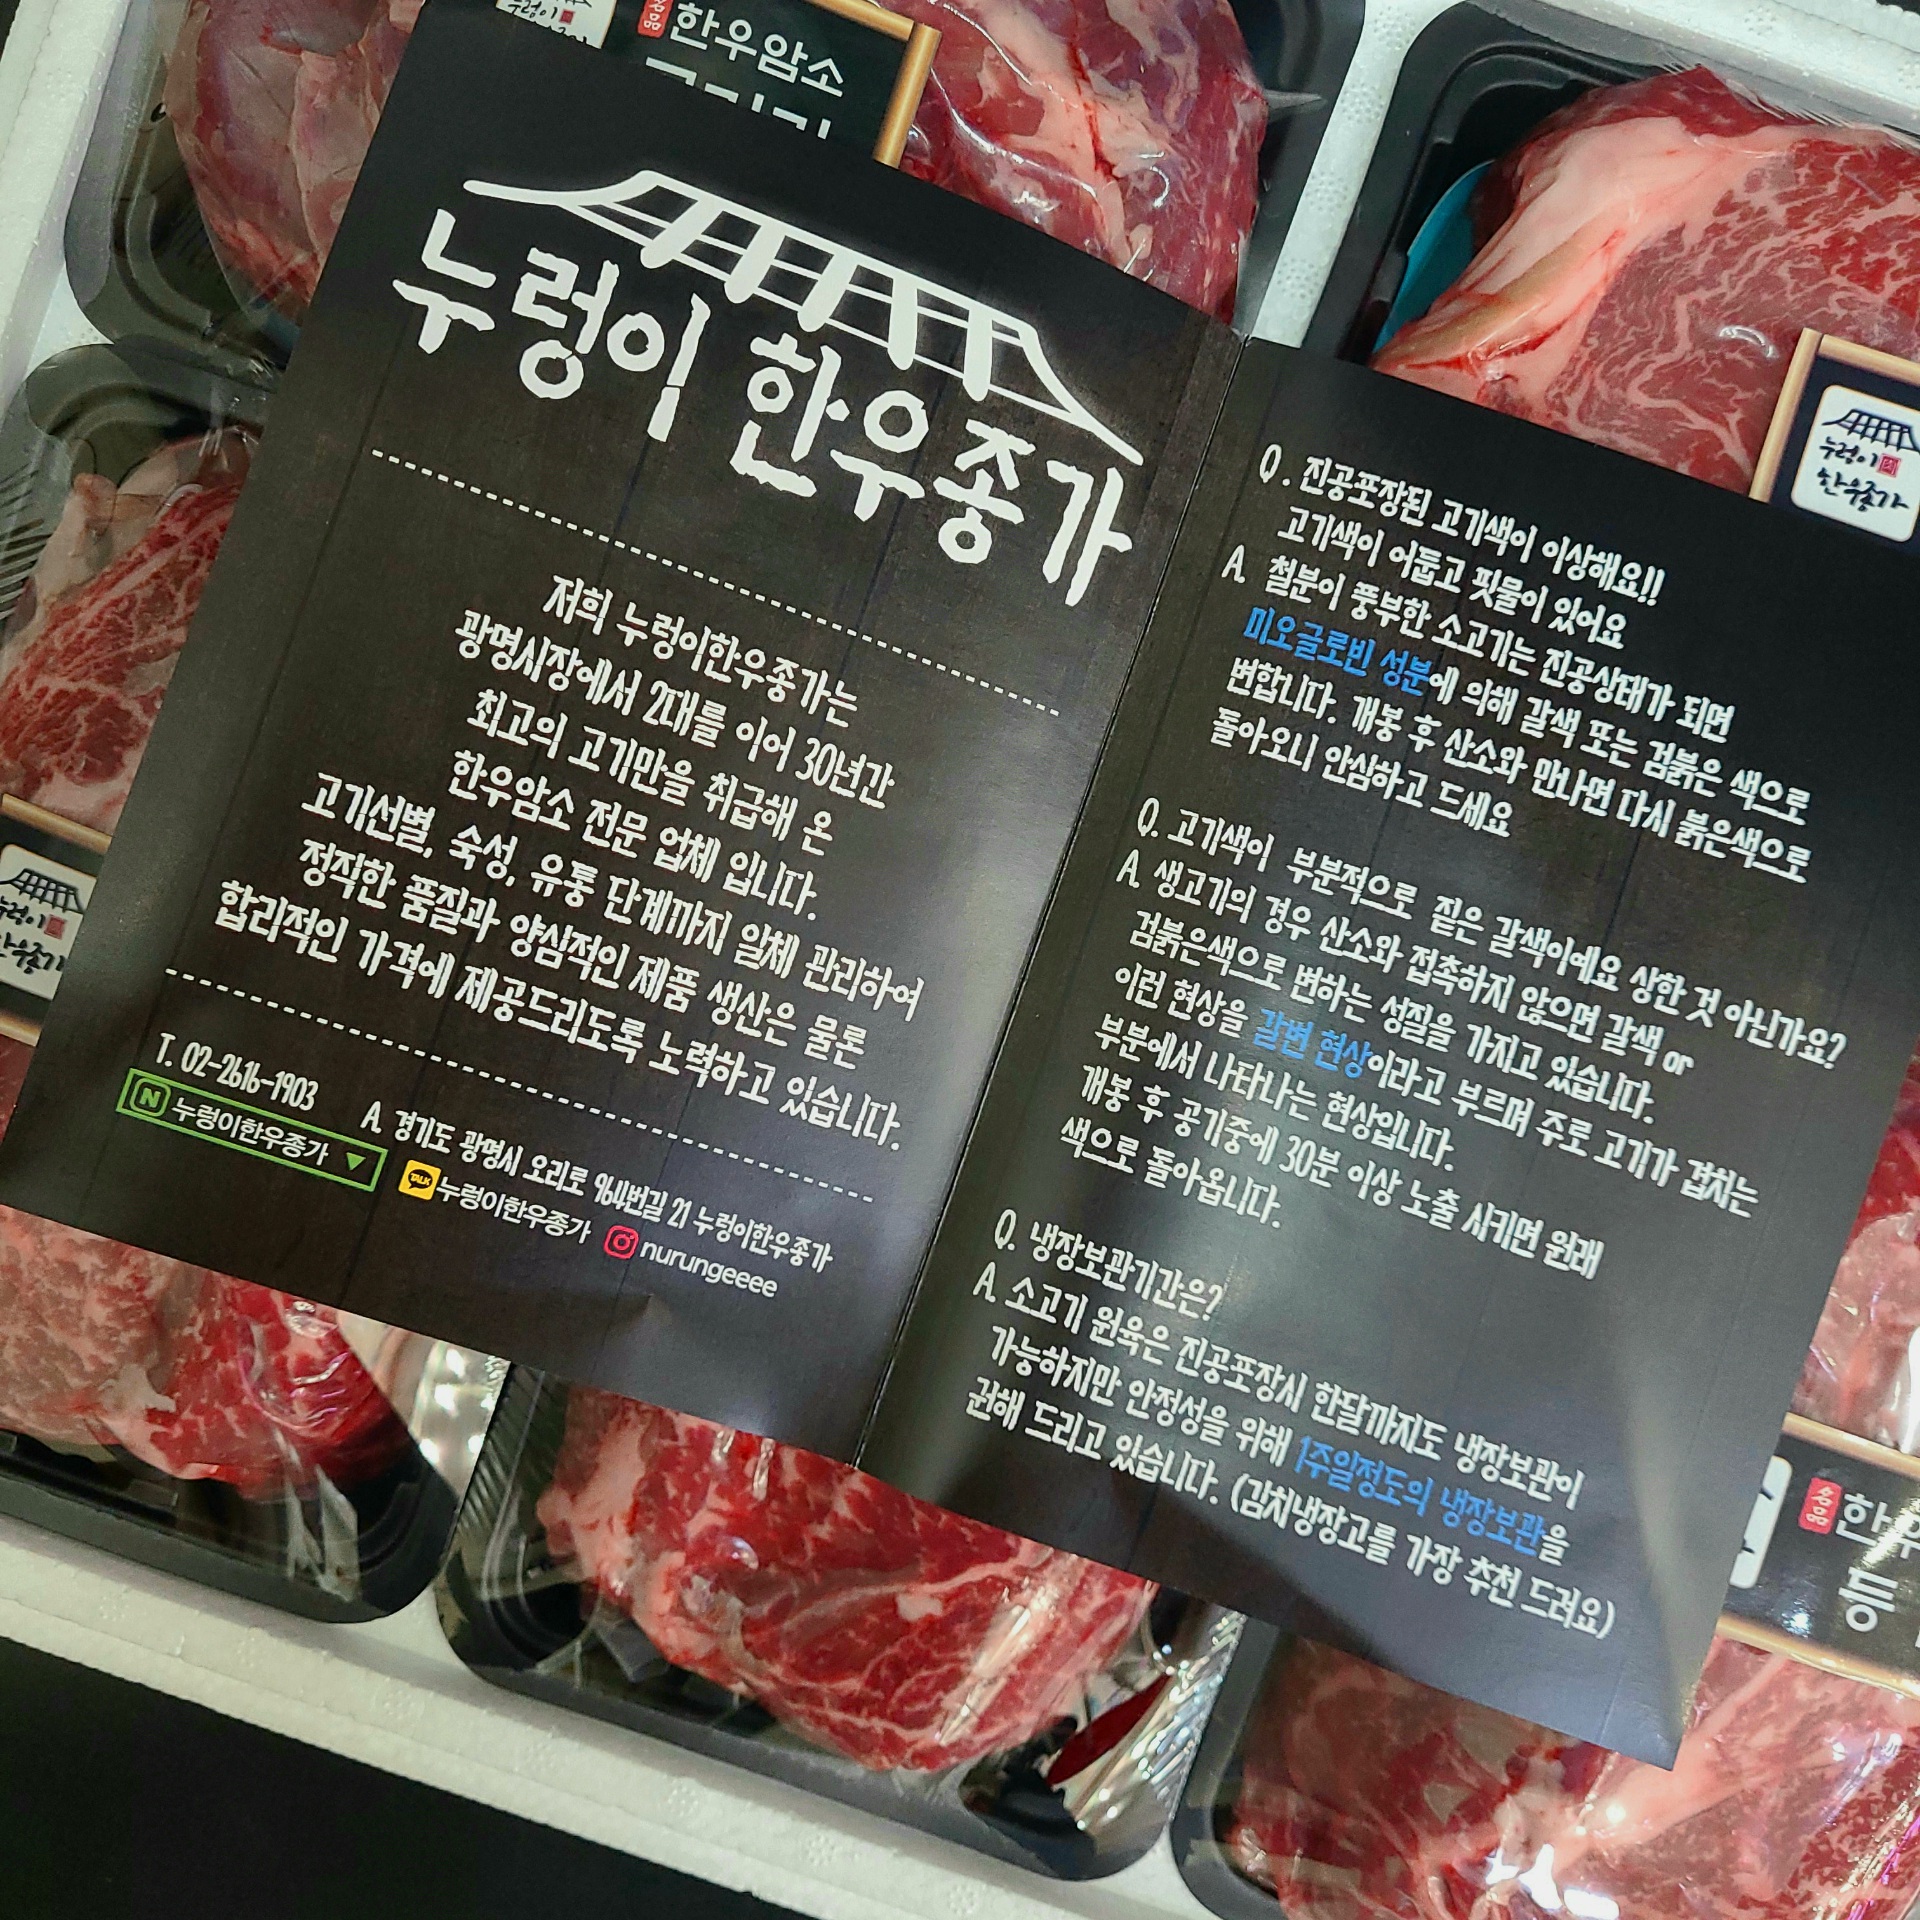 名品 한우암소
누렁이 한우종가
저희 누렁이한우종가는
광명시장에서 2대를 이어 30년간
최고의 고기만을 취급해 온
한우암소 전문 업체 입니다.
고기선별, 숙성, 유통 단계까지 일체 관리하여
정직한 품질과 양심적인 제품 생산은 물론
합리적인 가격에 제공드리도록 노력하고 있습니다.
T. 02-2616-1903
A. 경기도 광명시 오리로 964번길 21 누렁이한우종가
N 누렁이한우종가
TALK 누렁이한우종가
nurungeeee
Q. 진공포장된 고기색이 이상해요!!
고기색이 어둡고 핏물이 있어요
A. 철분이 풍부한 소고기는 진공상태가 되면
미오글로빈 성분에 의해 갈색 또는 검붉은 색으로
변합니다. 개봉 후 산소와 만나면 다시 붉은색으로
돌아오니 안심하고 드세요
Q. 고기색이 부분적으로 짙은 갈색이예요 상한 것 아닌가요?
A. 생고기의 경우 산소와 접촉하지 않으면 갈색 or
검붉은색으로 변하는 성질을 가지고 있습니다.
이런 현상을 갈변 현상이라고 부르며 주로 고기가 겹치는
부분에서 나타나는 현상입니다.
개봉 후 공기중에 30분 이상 노출 시키면 원래
색으로 돌아옵니다.
Q. 냉장보관기간은?
A. 소고기 원육은 진공포장시 한달까지도 냉장보관이
가능하지만 안정성을 위해 1주일정도의 냉장보관을
권해 드리고 있습니다. (김치냉장고를 가장 추천 드려요)
누렁이
한우종가
누렁이
한우종가
名品 한우
등